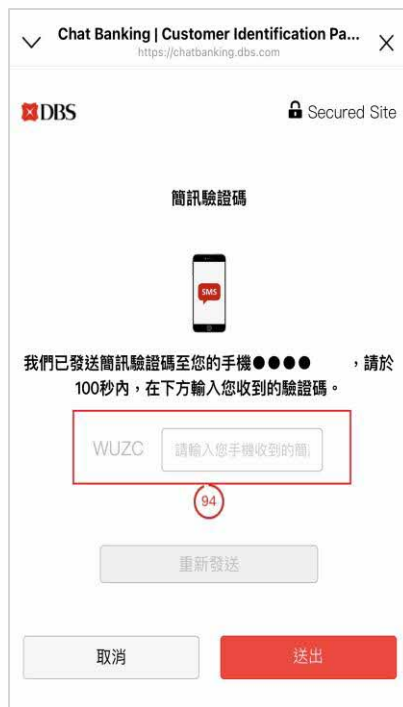 Chat Banking | Customer Identification Pa...
https://chatbanking.dbs.com
DBS
Secured Site
簡訊驗證碼
SMS
我們已發送簡訊驗證碼至您的手機●●●● ，請於
100秒內，在下方輸入您收到的驗證碼。
WUZC 請輸入您手機收到的簡
94
重新發送
取消 送出